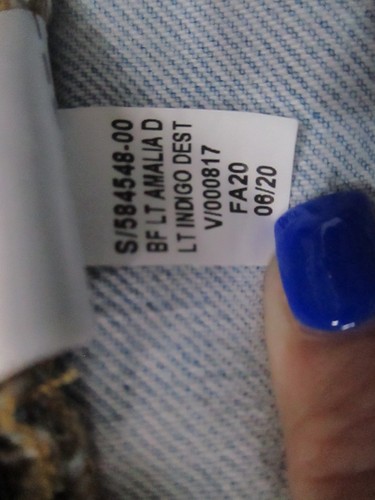 S/584548-00
BF LT AMALIA D
LT INDIGO DEST
V/000817
FA20
06/20